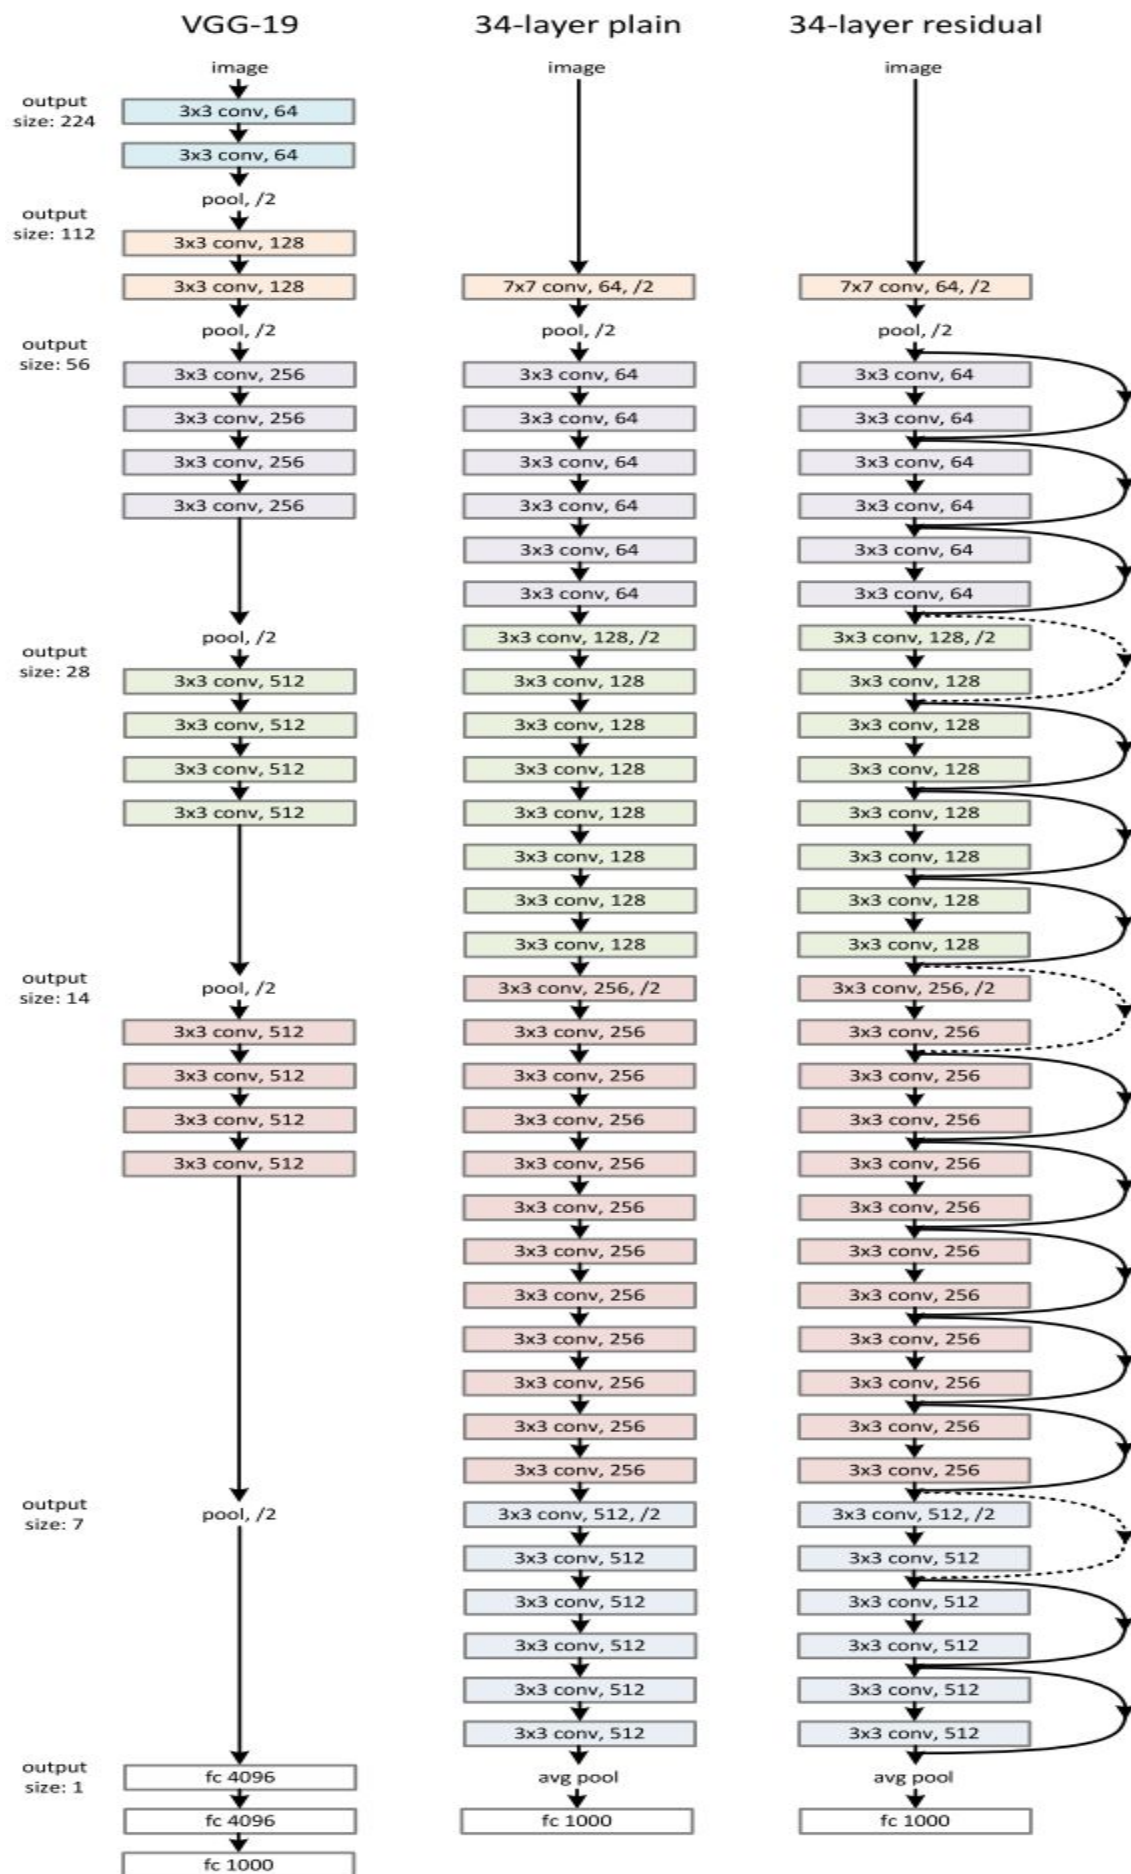 VGG-19
image
output
size: 224
3x3 conv, 64
3x3 conv, 64
pool, /2
output
size: 112
3x3 conv, 128
3x3 conv, 128
pool, /2
output
size: 56
3x3 conv, 256
3x3 conv, 256
3x3 conv, 256
3x3 conv, 256
pool, /2
output
size: 28
3x3 conv, 512
3x3 conv, 512
3x3 conv, 512
3x3 conv, 512
output
size: 14
pool, /2
3x3 conv, 512
3x3 conv, 512
3x3 conv, 512
3x3 conv, 512
output
size: 7
pool, /2
output
size: 1
fc 4096
fc 4096
fc 1000
34-layer plain
image
7x7 conv, 64, /2
pool, /2
3x3 conv, 64
3x3 conv, 64
3x3 conv, 64
3x3 conv, 64
3x3 conv, 64
3x3 conv, 64
3x3 conv, 128, /2
3x3 conv, 128
3x3 conv, 128
3x3 conv, 128
3x3 conv, 128
3x3 conv, 128
3x3 conv, 128
3x3 conv, 128
3x3 conv, 256, /2
3x3 conv, 256
3x3 conv, 256
3x3 conv, 256
3x3 conv, 256
3x3 conv, 256
3x3 conv, 256
3x3 conv, 256
3x3 conv, 256
3x3 conv, 256
3x3 conv, 256
3x3 conv, 256
3x3 conv, 512, /2
3x3 conv, 512
3x3 conv, 512
3x3 conv, 512
3x3 conv, 512
3x3 conv, 512
avg pool
fc 1000
34-layer residual
image
7x7 conv, 64, /2
pool, /2
3x3 conv, 64
3x3 conv, 64
3x3 conv, 64
3x3 conv, 64
3x3 conv, 64
3x3 conv, 64
3x3 conv, 128, /2
3x3 conv, 128
3x3 conv, 128
3x3 conv, 128
3x3 conv, 128
3x3 conv, 128
3x3 conv, 128
3x3 conv, 128
3x3 conv, 256, /2
3x3 conv, 256
3x3 conv, 256
3x3 conv, 256
3x3 conv, 256
3x3 conv, 256
3x3 conv, 256
3x3 conv, 256
3x3 conv, 256
3x3 conv, 256
3x3 conv, 256
3x3 conv, 256
3x3 conv, 512, /2
3x3 conv, 512
3x3 conv, 512
3x3 conv, 512
3x3 conv, 512
3x3 conv, 512
avg pool
fc 1000